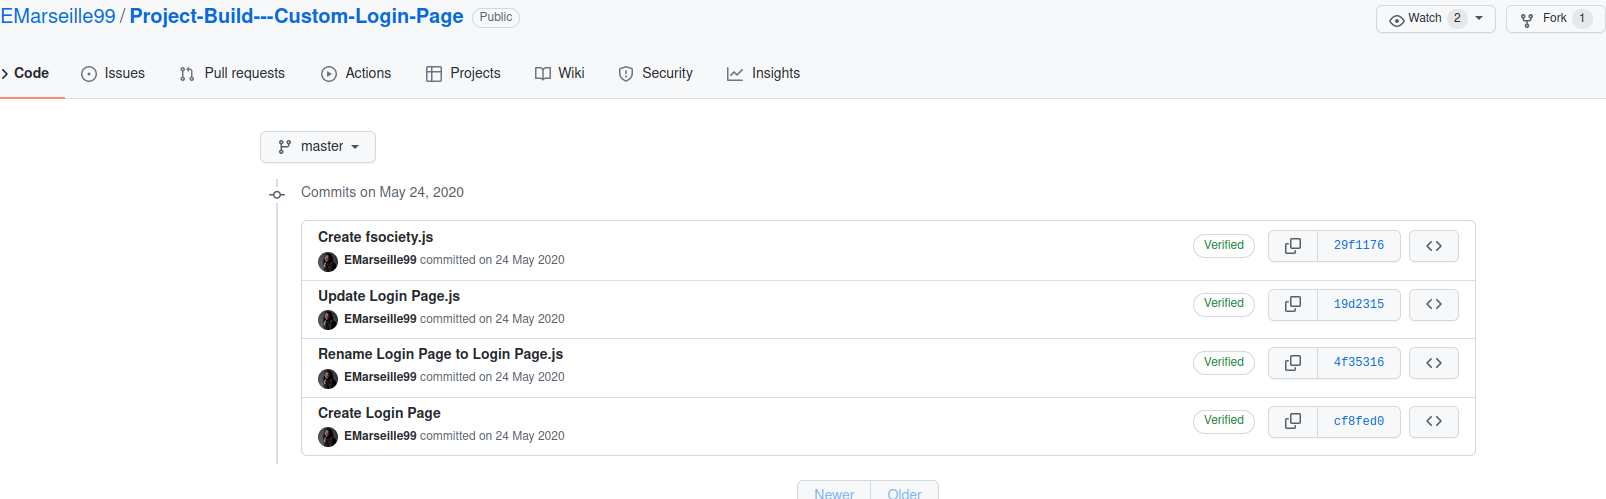 EMarseille99 / Project-Build---Custom-Login-Page Public Watch 2 Fork 1
Code Issues Pull requests Actions Projects Wiki Security Insights
master
Commits on May 24, 2020
Create fsociety.js
EMarseille99 committed on 24 May 2020
Verified 29f1176
Update Login Page.js
EMarseille99 committed on 24 May 2020
Verified 19d2315
Rename Login Page to Login Page.js
EMarseille99 committed on 24 May 2020
Verified 4f35316
Create Login Page
EMarseille99 committed on 24 May 2020
Verified cf8fed0
Newer Older